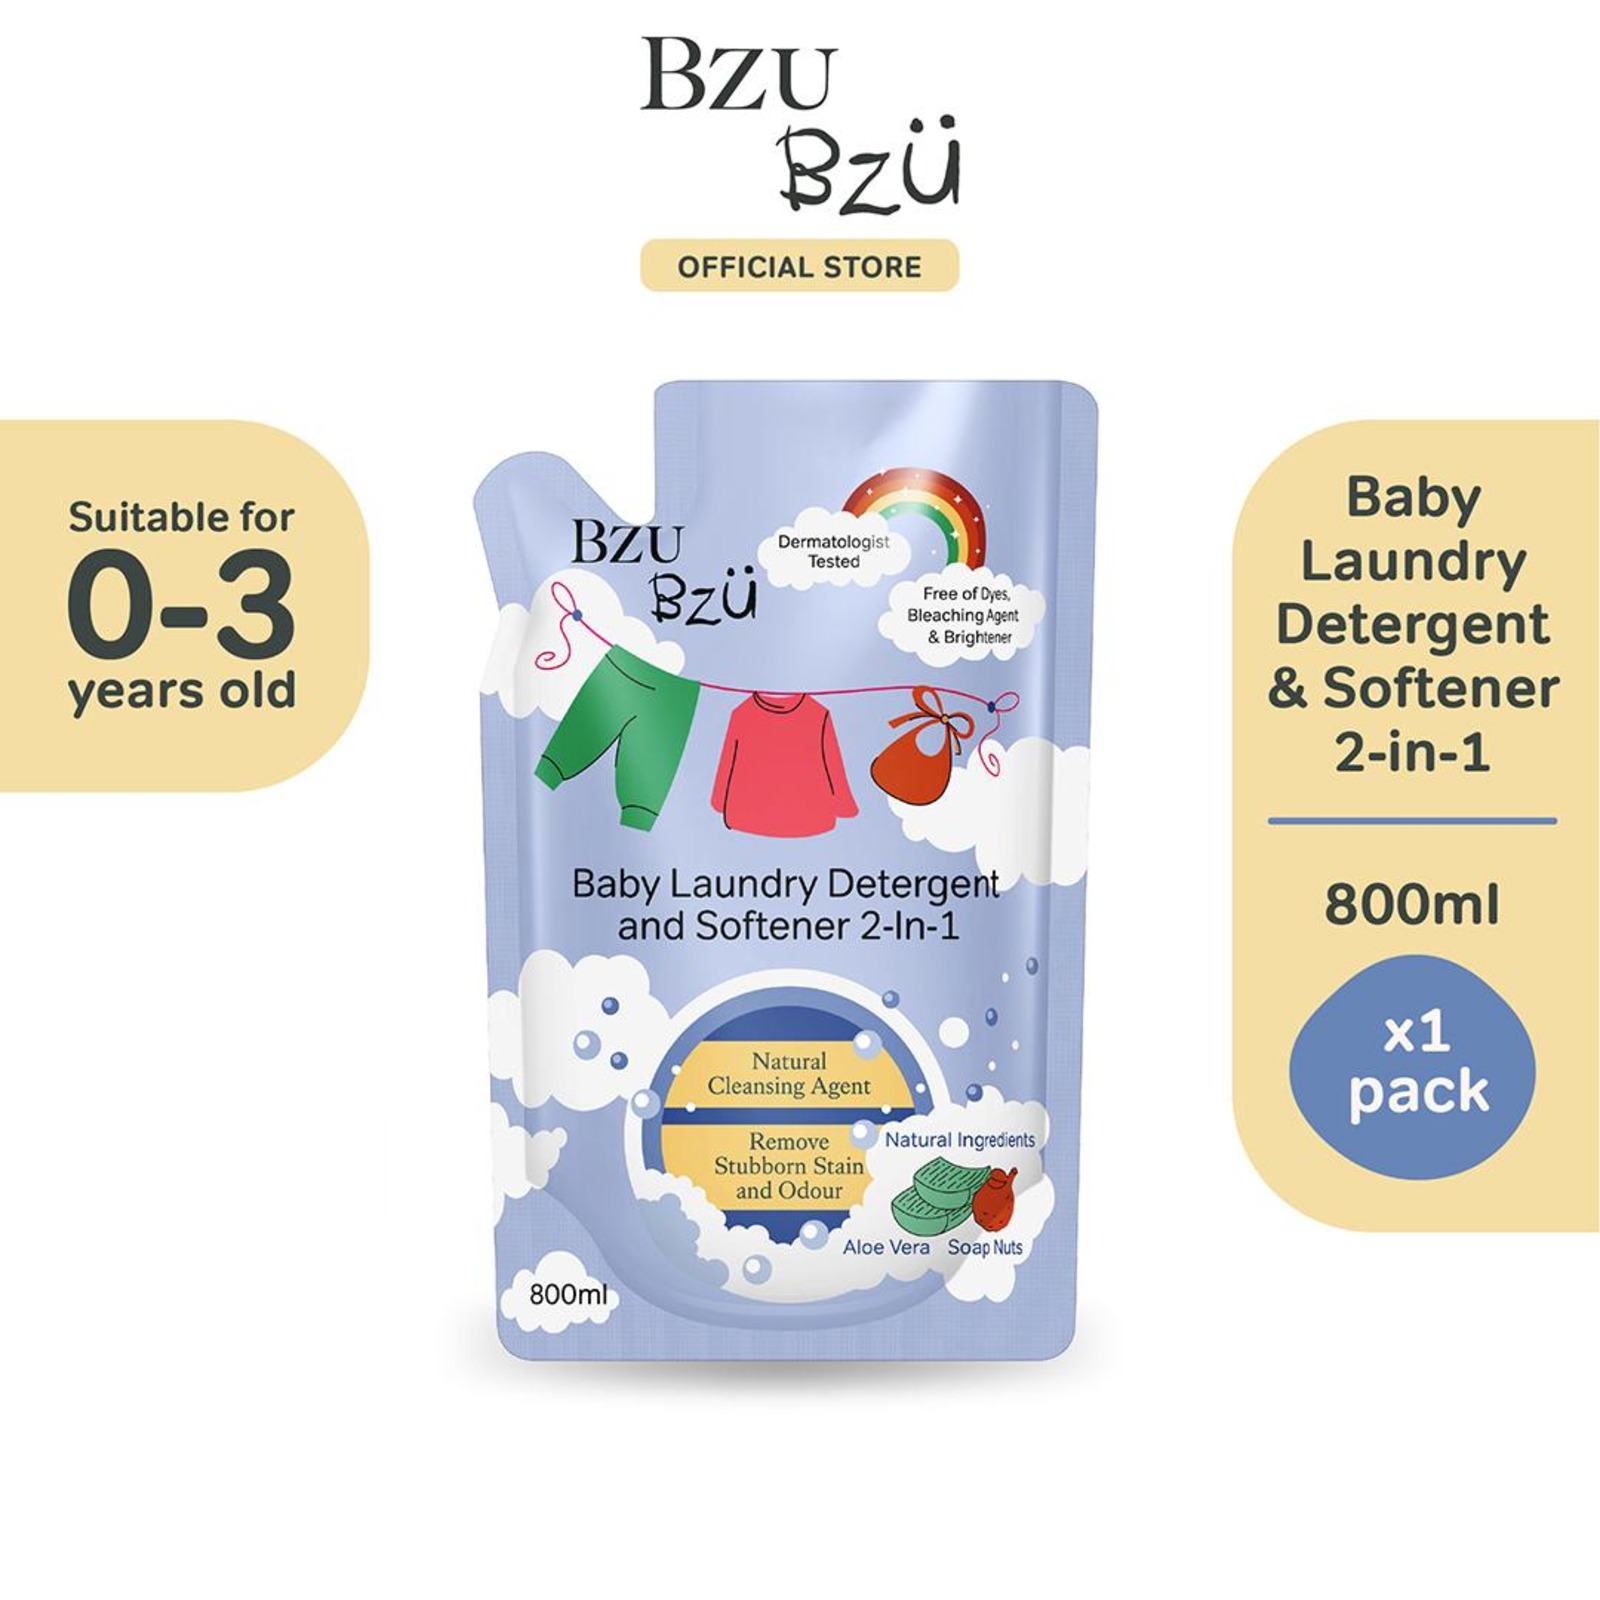 BZU
Bzü
OFFICIAL STORE
Suitable for
0-3
years old
BZU
Bzü
Dermatologist
Tested
Free of Dyes,
Bleaching Agent
& Brightener
Baby Laundry Detergent
and Softener 2-In-1
Natural
Cleansing Agent
Remove
Stubborn Stain
and Odour
Natural Ingredients
Aloe Vera
Soap Nuts
800ml
Baby
Laundry
Detergent
& Softener
2-in-1
800ml
x1
pack